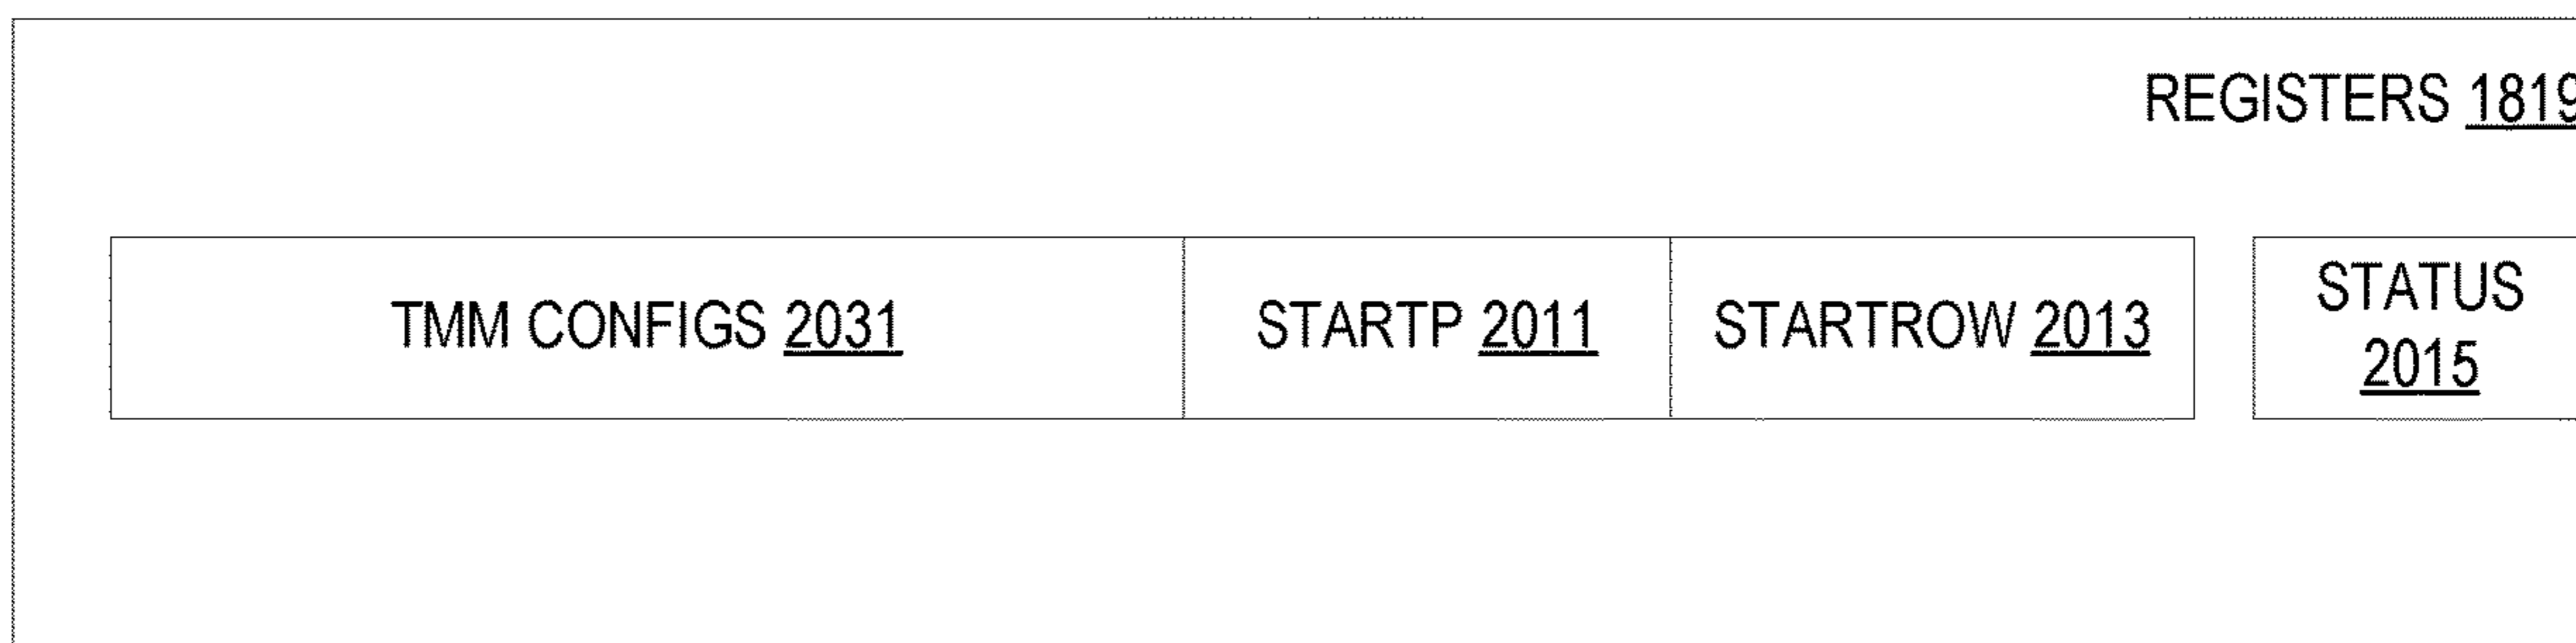 REGISTERS 1819
TMM CONFIGS 2031
STARTP 2011
STARTROW 2013
STATUS
2015